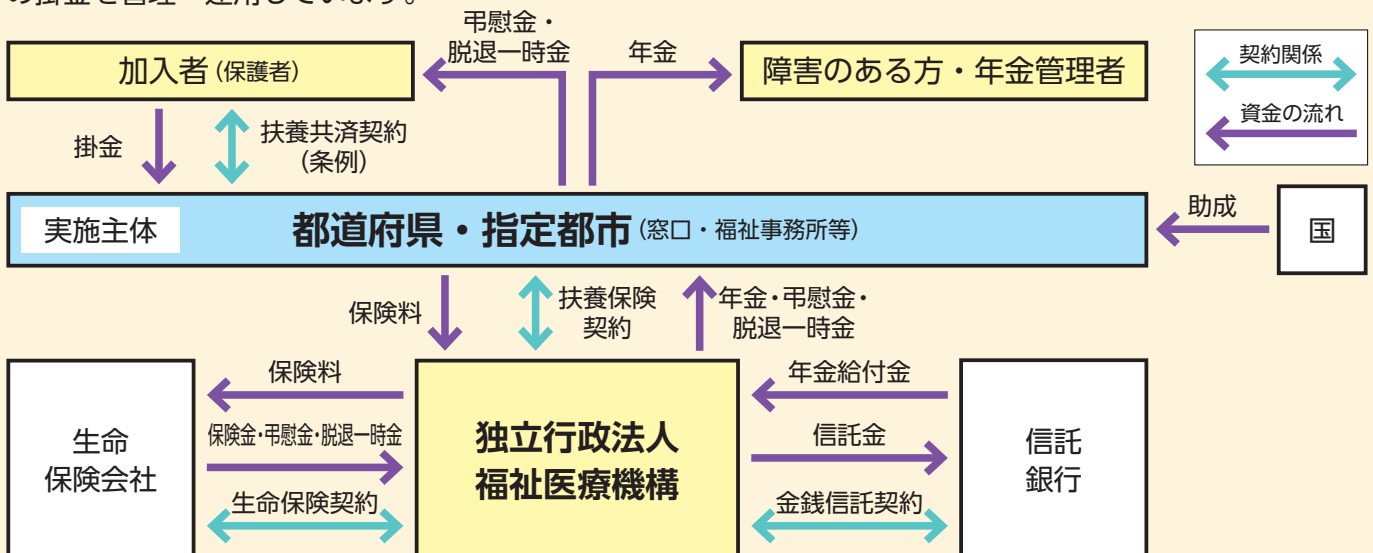 の掛金を管理・運用しています。
弔慰金・
脱退一時金
年金
加入者(保護者)
障害のある方・年金管理者
契約関係
資金の流れ
掛金
扶養共済契約
(条例)
実施主体
都道府県・指定都市(窓口・福祉事務所等)
助成
国
保険料
扶養保険
契約
年金・弔慰金・
脱退一時金
生命
保険会社
保険料
保険金・弔慰金・脱退一時金
生命保険契約
独立行政法人
福祉医療機構
年金給付金
信託金
金銭信託契約
信託
銀行